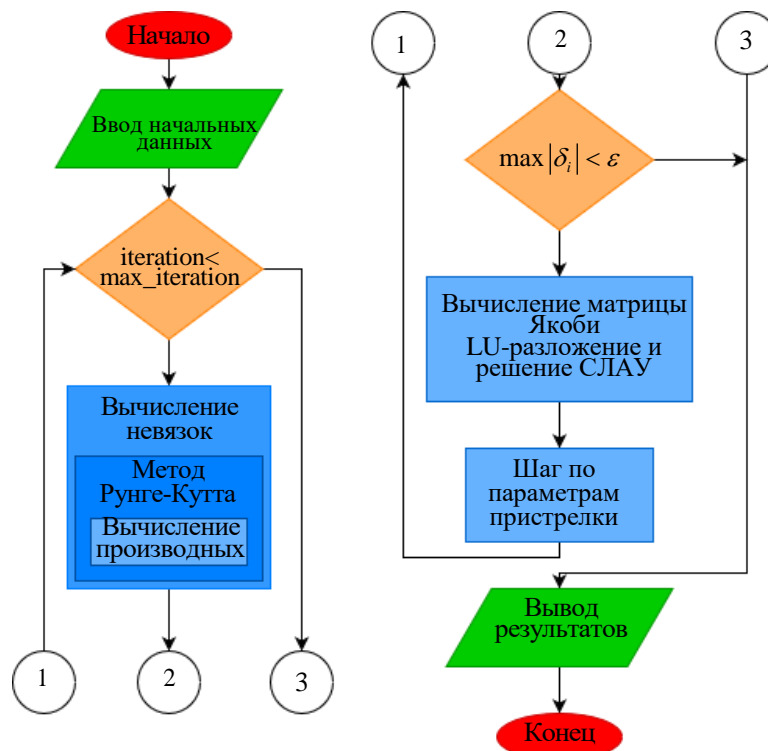 Начало
Ввод начальных
данных
iteration<
max_iteration
Вычисление
невязок
Метод
Рунге-Кутта
Вычисление
производных
1
2
3
1
2
3
max|δ_i| < ε
Вычисление матрицы
Якоби
LU-разложение и
решение СЛАУ
Шаг по
параметрам
пристрелки
Вывод
результатов
Конец